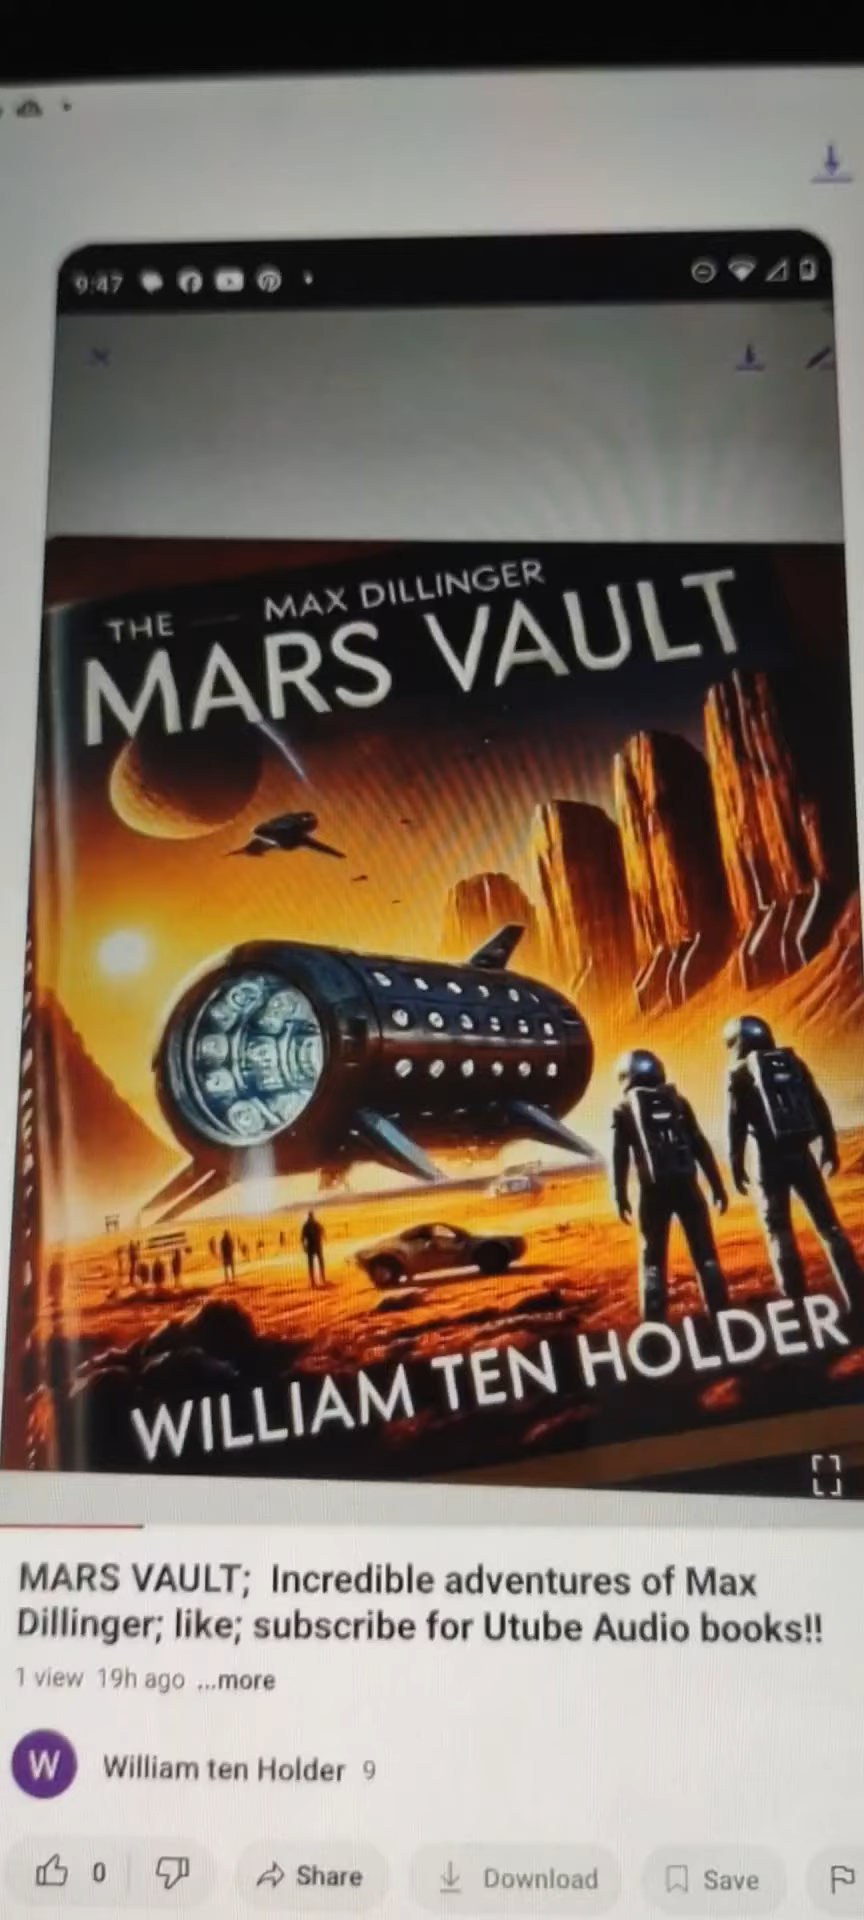 9:47
MAX DILLINGER
THE
MARS VAULT
WILLIAM TEN HOLDER
MARS VAULT; Incredible adventures of Max
Dillinger; like; subscribe for Utube Audio books!!
1 view 19h ago ...more
W William ten Holder 9
0 Share Download Save